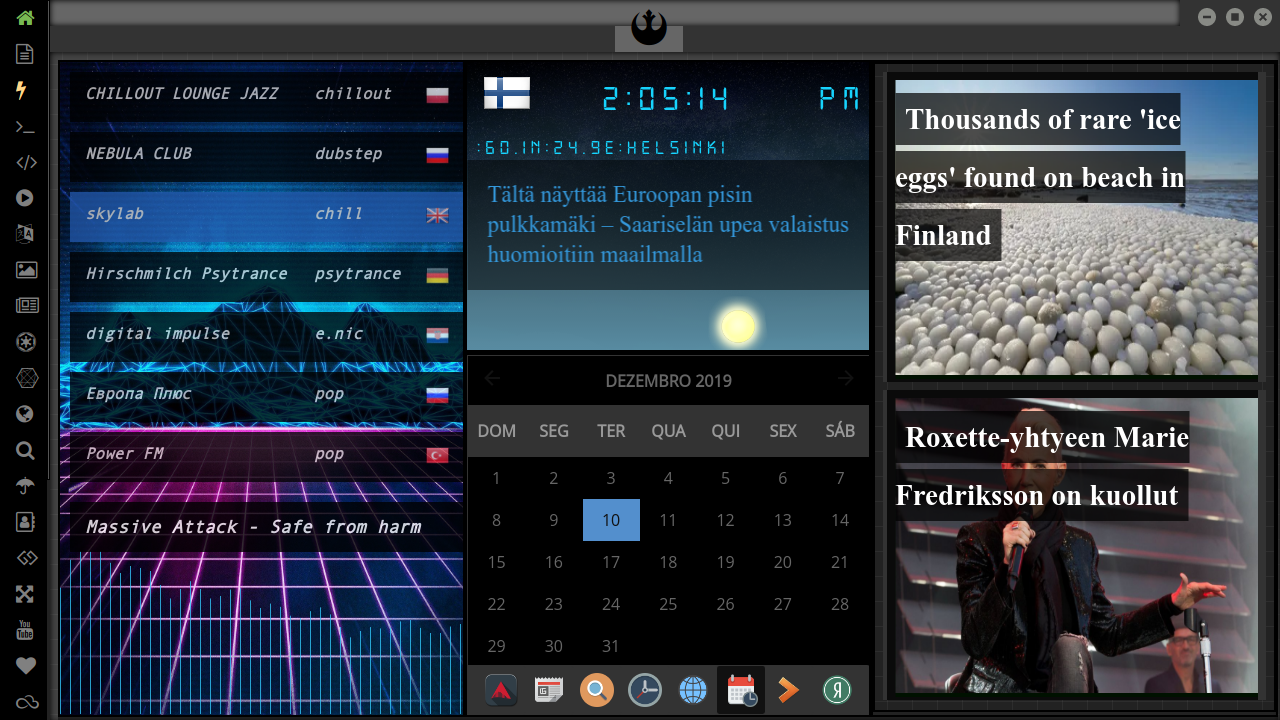 CHILLOUT LOUNGE JAZZ chillout
NEBULA CLUB dubstep
skylab chill
Hirschmilch Psytrance psytrance
digital impulse e.nic
Европа Плюс pop
Power FM pop
Massive Attack - Safe from harm
2:05:14 PM
:60.1N:24.9E:HELSINKI
Tältä näyttää Euroopan pisin
pulkkamäki – Saariselän upea valaistus
huomioitiin maailmalla
DEZEMBRO 2019
DOM SEG TER QUA QUI SEX SÁB
1 2 3 4 5 6 7
8 9 10 11 12 13 14
15 16 17 18 19 20 21
22 23 24 25 26 27 28
29 30 31
Я
Thousands of rare 'ice
eggs' found on beach in
Finland
Roxette-yhtyeen Marie
Fredriksson on kuollut
You
Tube